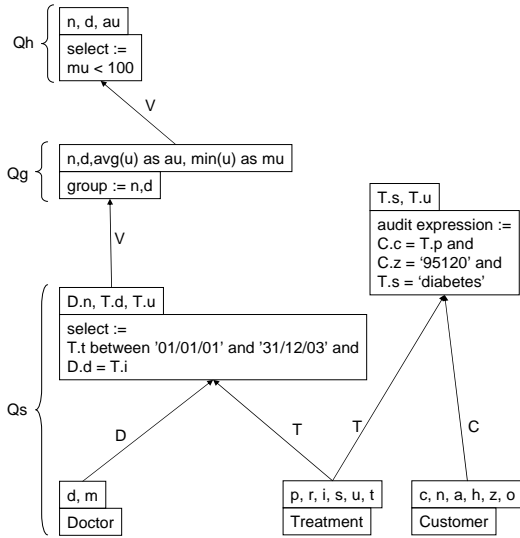 n, d, au
Qh
select :=
mu < 100
V
n,d,avg(u) as au, min(u) as mu
Qg
group := n,d
T.s, T.u
audit expression :=
C.c = T.p and
C.z = '95120' and
T.s = 'diabetes'
V
D.n, T.d, T.u
select :=
T.t between '01/01/01' and '31/12/03' and
D.d = T.i
Qs
D
T
T
C
d, m
p, r, i, s, u, t
c, n, a, h, z, o
Doctor
Treatment
Customer